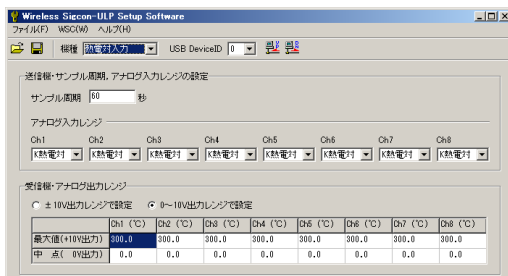 Wireless Sigcon-ULP Setup Software
ファイル(F) WSC(W) ヘルプ(H)
機種 熱電対入力 USB DeviceID 0
送信機・サンプル周期, アナログ入力レンジの設定
サンプル周期 60 秒
アナログ入力レンジ
Ch1 Ch2 Ch3 Ch4 Ch5 Ch6 Ch7 Ch8
K熱電対 K熱電対 K熱電対 K熱電対 K熱電対 K熱電対 K熱電対 K熱電対
受信機・アナログ出力レンジ
±10V出力レンジで設定 0～10V出力レンジで設定
Ch1 (℃) Ch2 (℃) Ch3 (℃) Ch4 (℃) Ch5 (℃) Ch6 (℃) Ch7 (℃) Ch8 (℃)
最大値(+10V出力) 300.0 300.0 300.0 300.0 300.0 300.0 300.0 300.0
中 点( 0V出力) 0.0 0.0 0.0 0.0 0.0 0.0 0.0 0.0